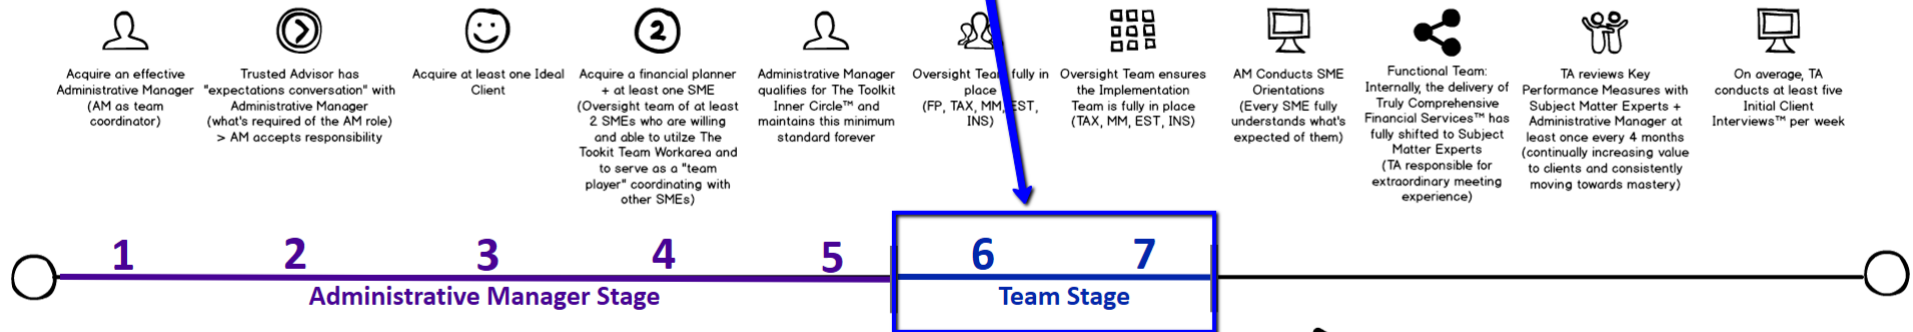 2
Acquire an effective
Administrative Manager
(AM as team
coordinator)
Trusted Advisor has
"expectations conversation" with
Administrative Manager
(what's required of the AM role)
> AM accepts responsibility
Acquire at least one Ideal
Client
Acquire a financial planner
+ at least one SME
(Oversight team of at least
2 SMEs who are willing
and able to utilze The
Tookit Team Workarea and
to serve as a "team
player" coordinating with
other SMEs)
Administrative Manager
qualifies for The Toolkit
Inner Circle™ and
maintains this minimum
standard forever
Oversight Team fully in
place
(FP, TAX, MM, EST,
INS)
Oversight Team ensures
the Implementation
Team is fully in place
(TAX, MM, EST, INS)
AM Conducts SME
Orientations
(Every SME fully
understands what's
expected of them)
Functional Team:
Internally, the delivery of
Truly Comprehensive
Financial Services™ has
fully shifted to Subject
Matter Experts
(TA responsible for
extraordinary meeting
experience)
TA reviews Key
Performance Measures with
Subject Matter Experts +
Administrative Manager at
least once every 4 months
(continually increasing value
to clients and consistently
moving towards mastery)
On average, TA
conducts at least five
Initial Client
Interviews™ per week
1 2 3 4 5 6 7
Administrative Manager Stage
Team Stage